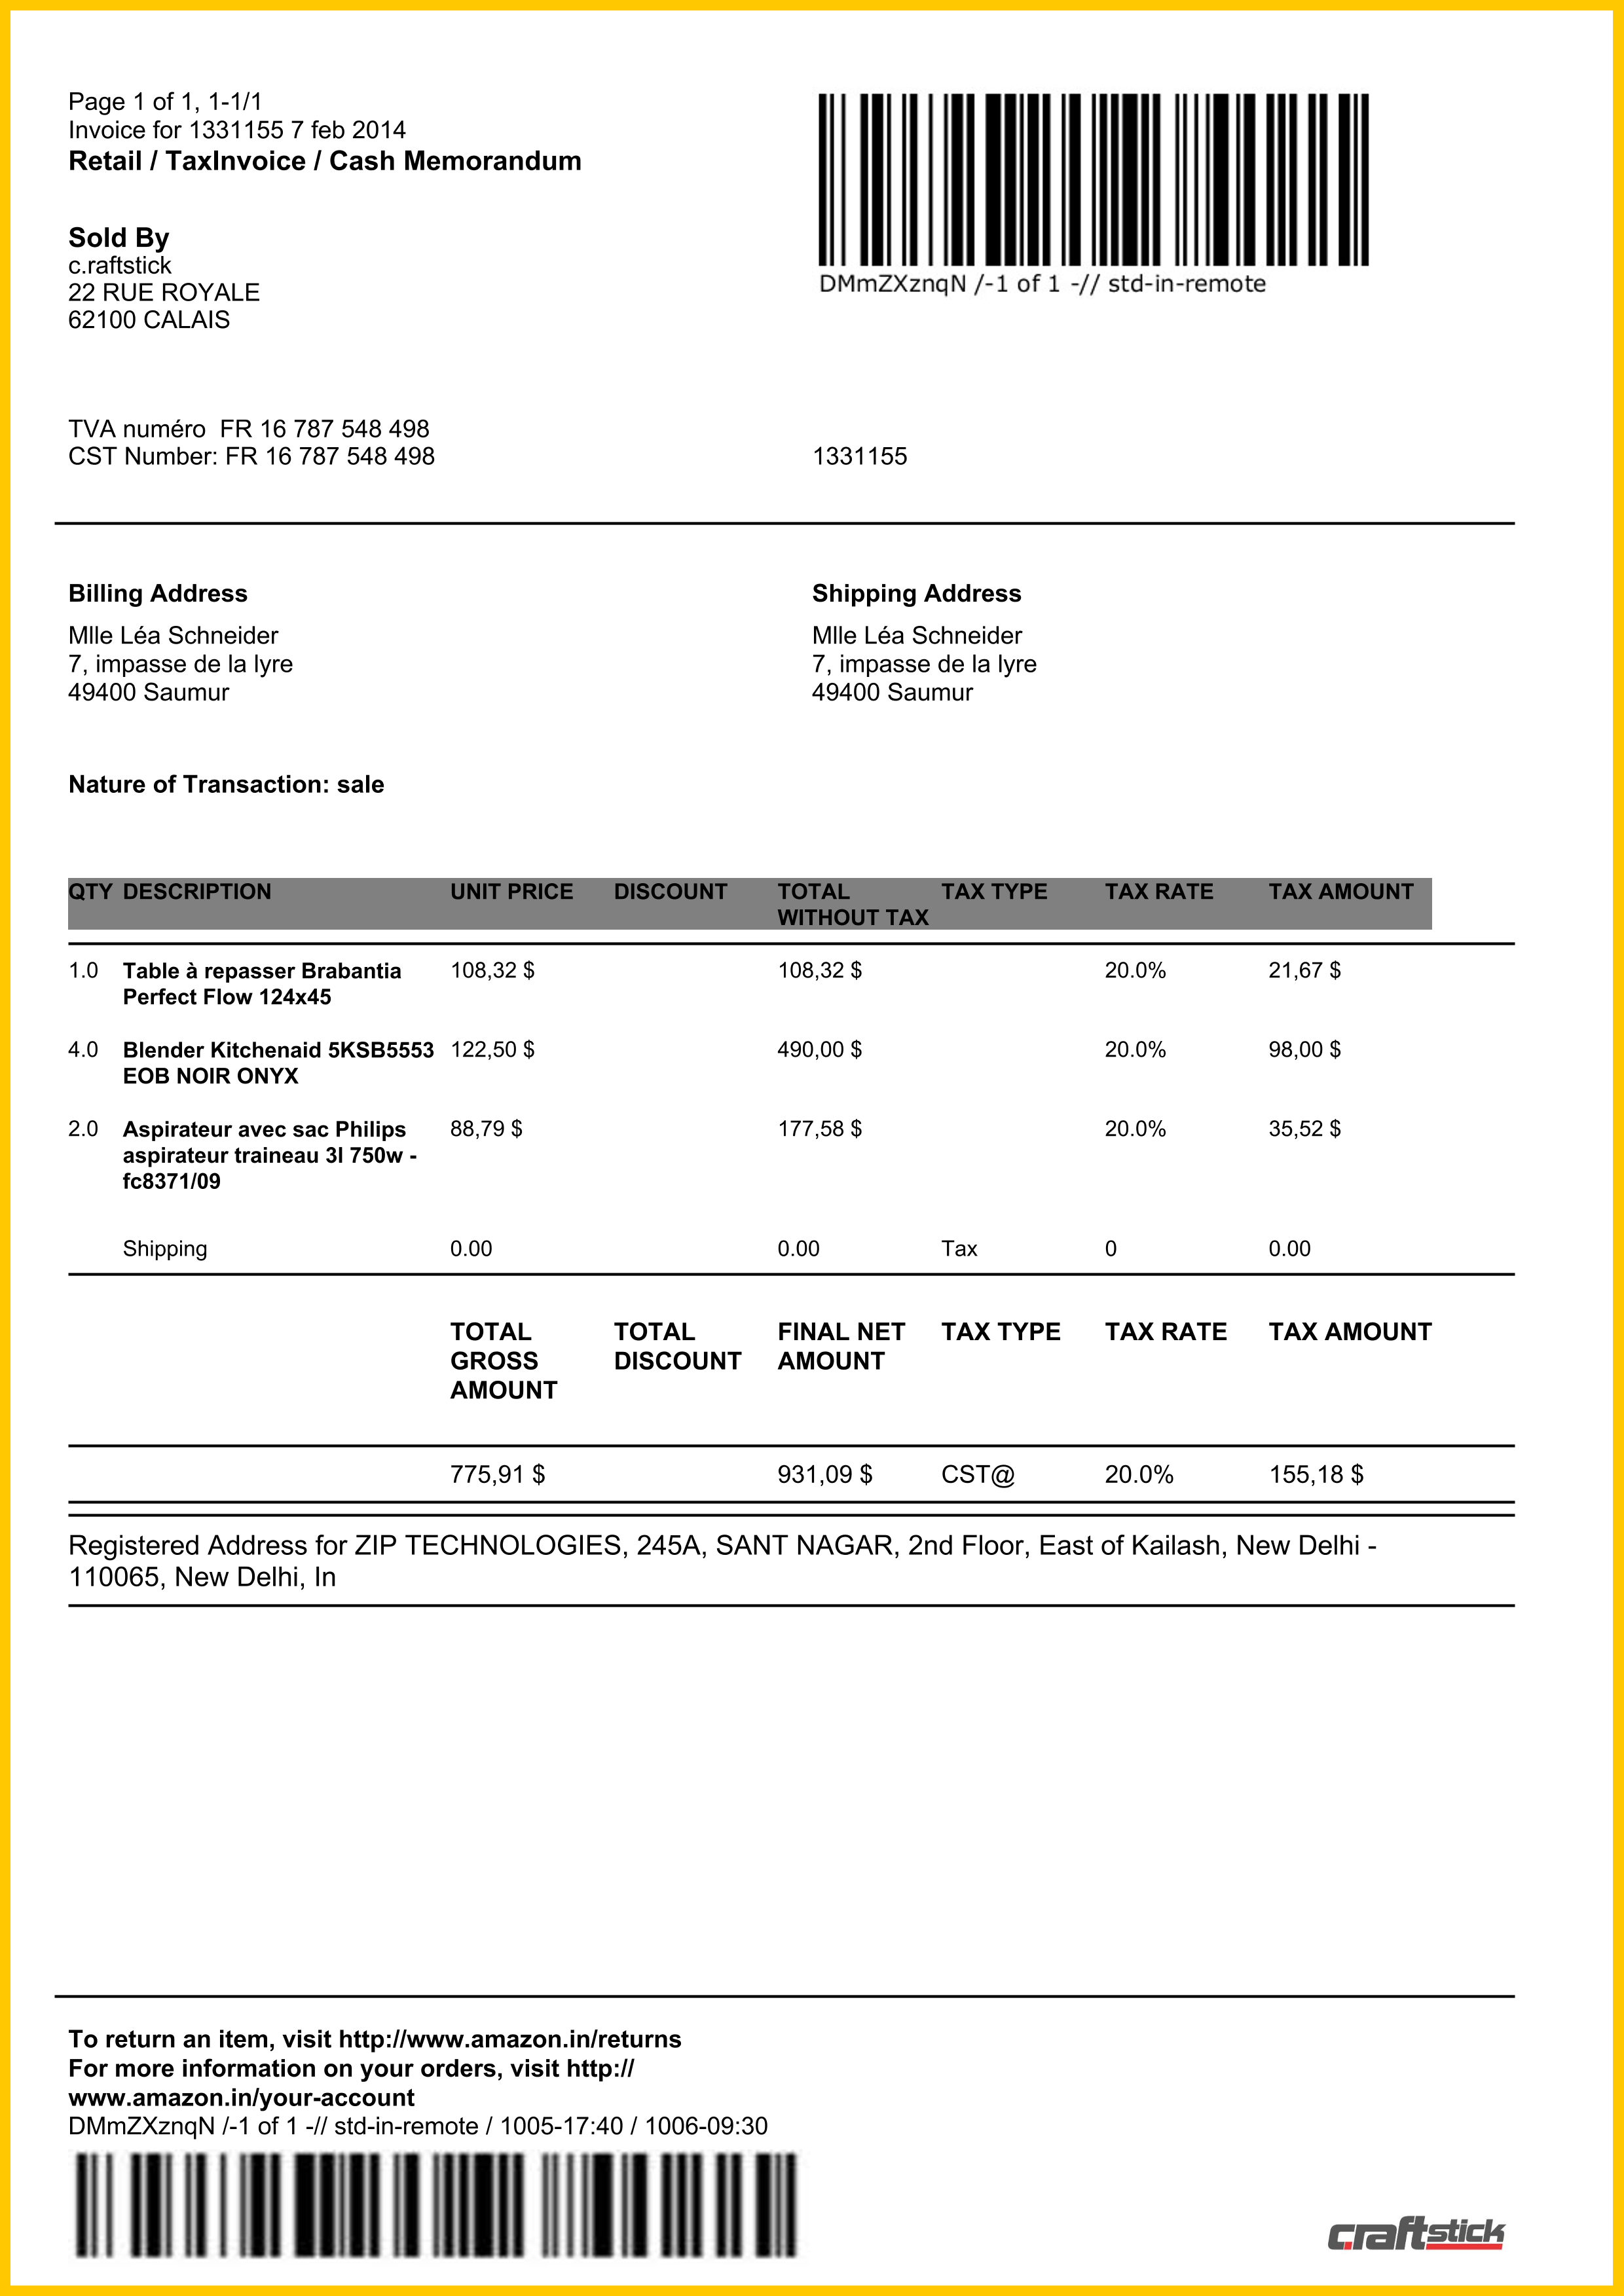 Page 1 of 1, 1-1/1
Invoice for 1331155 7 feb 2014
Retail / TaxInvoice / Cash Memorandum
DMmZXznqN /-1 of 1 -// std-in-remote
Sold By
c.raftstick
22 RUE ROYALE
62100 CALAIS
TVA numéro  FR 16 787 548 498
CST Number: FR 16 787 548 498
1331155
Billing Address
Mlle Léa Schneider
7, impasse de la lyre
49400 Saumur
Shipping Address
Mlle Léa Schneider
7, impasse de la lyre
49400 Saumur
Nature of Transaction: sale
QTY DESCRIPTION UNIT PRICE DISCOUNT TOTAL TAX TYPE TAX RATE TAX AMOUNT
WITHOUT TAX
1.0 Table à repasser Brabantia 108,32 $ 108,32 $ 20.0% 21,67 $
Perfect Flow 124x45
4.0 Blender Kitchenaid 5KSB5553 122,50 $ 490,00 $ 20.0% 98,00 $
EOB NOIR ONYX
2.0 Aspirateur avec sac Philips 88,79 $ 177,58 $ 20.0% 35,52 $
aspirateur traineau 3l 750w -
fc8371/09
Shipping 0.00 0.00 Tax 0 0.00
TOTAL TOTAL FINAL NET TAX TYPE TAX RATE TAX AMOUNT
GROSS DISCOUNT AMOUNT
AMOUNT
775,91 $ 931,09 $ CST@ 20.0% 155,18 $
Registered Address for ZIP TECHNOLOGIES, 245A, SANT NAGAR, 2nd Floor, East of Kailash, New Delhi -
110065, New Delhi, In
To return an item, visit http://www.amazon.in/returns
For more information on your orders, visit http://
www.amazon.in/your-account
DMmZXznqN /-1 of 1 -// std-in-remote / 1005-17:40 / 1006-09:30
craftstick